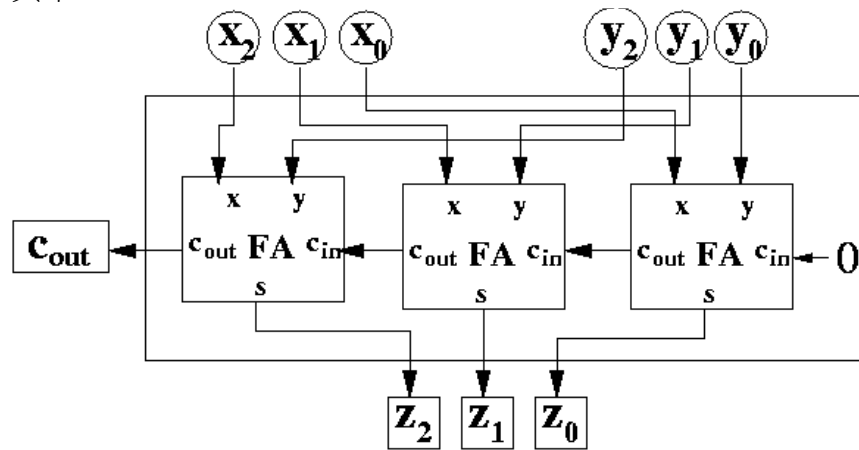 x2 x1 x0 y2 y1 y0
x y x y x y
cout cout FA cin cout FA cin cout FA cin 0
s s s
z2 z1 z0